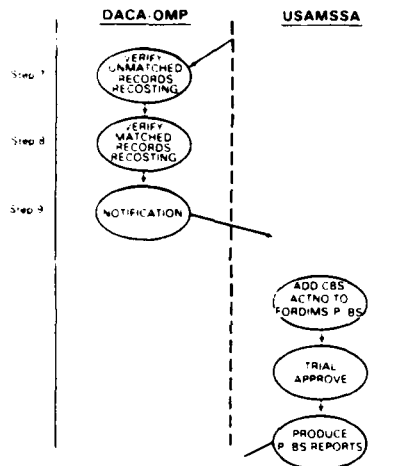 DACA-OMP
USAMSSA
Step 7
VERIFY
UNMATCHED
RECORDS
RECOSTING
Step 8
VERIFY
MATCHED
RECORDS
RECOSTING
Step 9
NOTIFICATION
ADD CBS
ACTNO TO
FORDIMS P BS
TRIAL
APPROVE
PRODUCE
P BS REPORTS